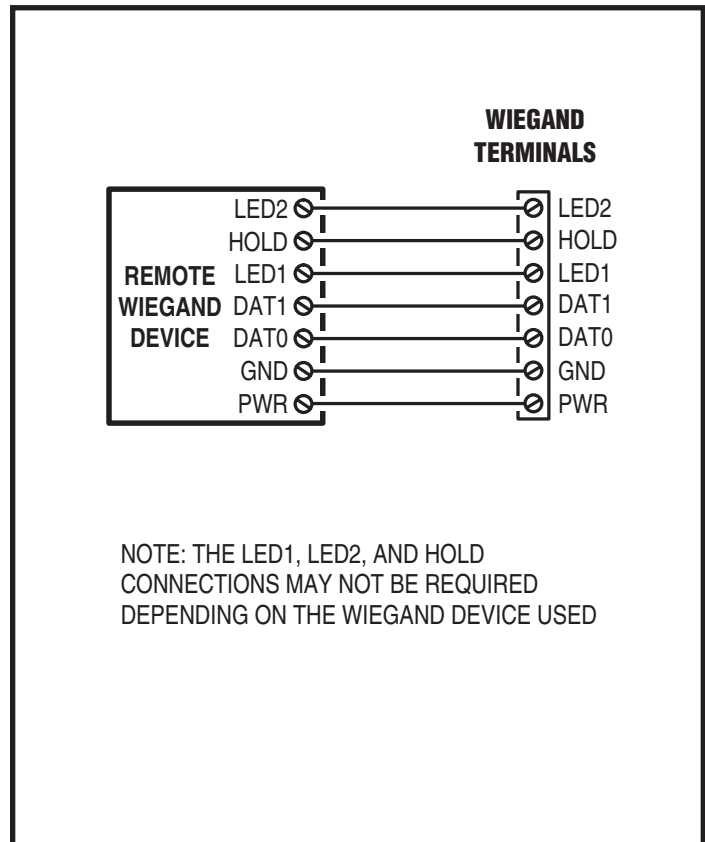 WIEGAND
TERMINALS
LED2 LED2
HOLD HOLD
REMOTE LED1 LED1
WIEGAND DAT1 DAT1
DEVICE DAT0 DAT0
GND GND
PWR PWR
NOTE: THE LED1, LED2, AND HOLD
CONNECTIONS MAY NOT BE REQUIRED
DEPENDING ON THE WIEGAND DEVICE USED